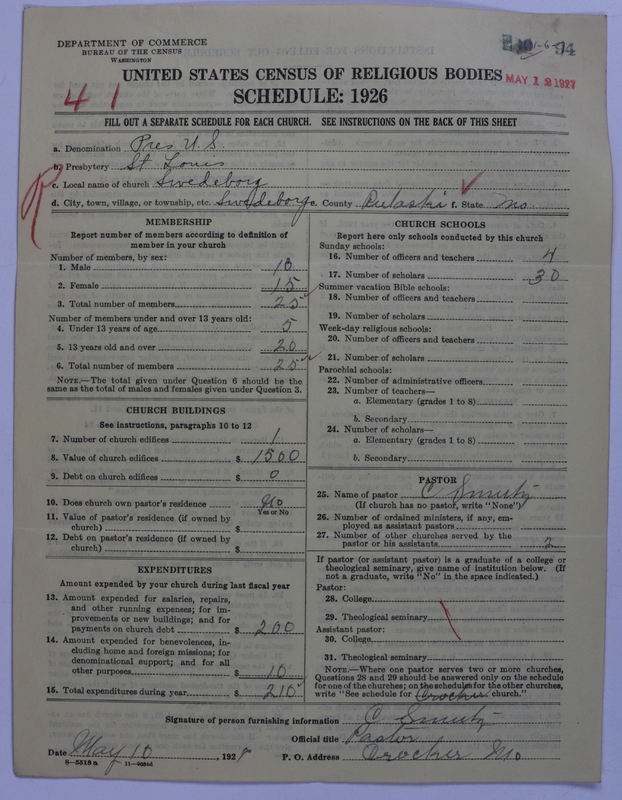 DEPARTMENT OF COMMERCE
BUREAU OF THE CENSUS
WASHINGTON
94
MAY 12 1927
UNITED STATES CENSUS OF RELIGIOUS BODIES
SCHEDULE: 1926
41
FILL OUT A SEPARATE SCHEDULE FOR EACH CHURCH. SEE INSTRUCTIONS ON THE BACK OF THIS SHEET
a. Denomination Pres U.S.
b. Presbytery St Louis
c. Local name of church Swedeborg
d. City, town, village, or township, etc. Swedeborg e. County Pulaski f. State Mo
R
MEMBERSHIP
Report number of members according to definition of
member in your church
Number of members, by sex:
1. Male 10
2. Female 15
3. Total number of members 25
Number of members under and over 13 years old:
4. Under 13 years of age 5
5. 13 years old and over 20
6. Total number of members 25
NOTE.—The total given under Question 6 should be
the same as the total of males and females given under Question 3.
CHURCH BUILDINGS
See instructions, paragraphs 10 to 12
7. Number of church edifices 1
8. Value of church edifices $ 1500
9. Debt on church edifices $ 0
10. Does church own pastor's residence No
Yes or No
11. Value of pastor's residence (if owned by
church) $
12. Debt on pastor's residence (if owned by
church) $
EXPENDITURES
Amount expended by your church during last fiscal year
13. Amount expended for salaries, repairs,
and other running expenses; for im-
provements or new buildings; and for
payments on church debt $ 200
14. Amount expended for benevolences, in-
cluding home and foreign missions; for
denominational support; and for all
other purposes $ 10
15. Total expenditures during year $ 210
CHURCH SCHOOLS
Report here only schools conducted by this church
Sunday schools:
16. Number of officers and teachers 4
17. Number of scholars 30
Summer vacation Bible schools:
18. Number of officers and teachers
19. Number of scholars
Week-day religious schools:
20. Number of officers and teachers
21. Number of scholars
Parochial schools:
22. Number of administrative officers
23. Number of teachers—
a. Elementary (grades 1 to 8)
b. Secondary
24. Number of scholars—
a. Elementary (grades 1 to 8)
b. Secondary
PASTOR
25. Name of pastor C Smutz
(If church has no pastor, write "None")
26. Number of ordained ministers, if any, em-
ployed as assistant pastors
27. Number of other churches served by the
pastor or his assistants 2
If pastor (or assistant pastor) is a graduate of a college or
theological seminary, give name of institution below. (If
not a graduate, write "No" in the space indicated.)
Pastor:
28. College
29. Theological seminary
Assistant pastor:
30. College
31. Theological seminary
NOTE.—Where one pastor serves two or more churches,
Questions 28 and 29 should be answered only on the schedule
for one of the churches; on the schedules for the other churches,
write "See schedule for Crocker church."
Signature of person furnishing information C Smutz
Official title Pastor
Date May 10, 1927 P. O. Address Crocker Mo
8-5518a